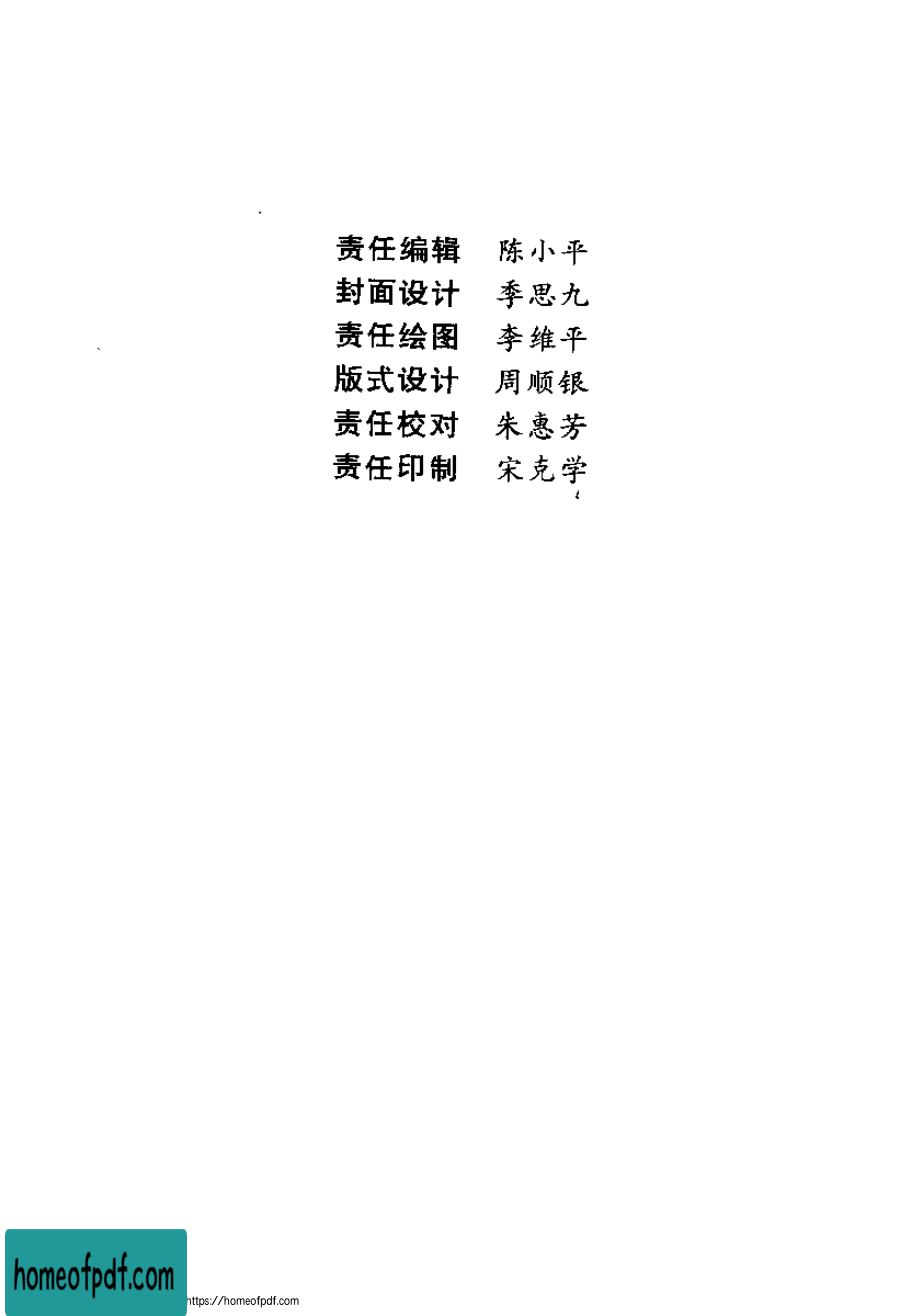 责任编辑 陈小平
封面设计 季思九
责任绘图 李维平
版式设计 周顺银
责任校对 朱惠芳
责任印制 宋克学
homeofpdf.com
https://homeofpdf.com